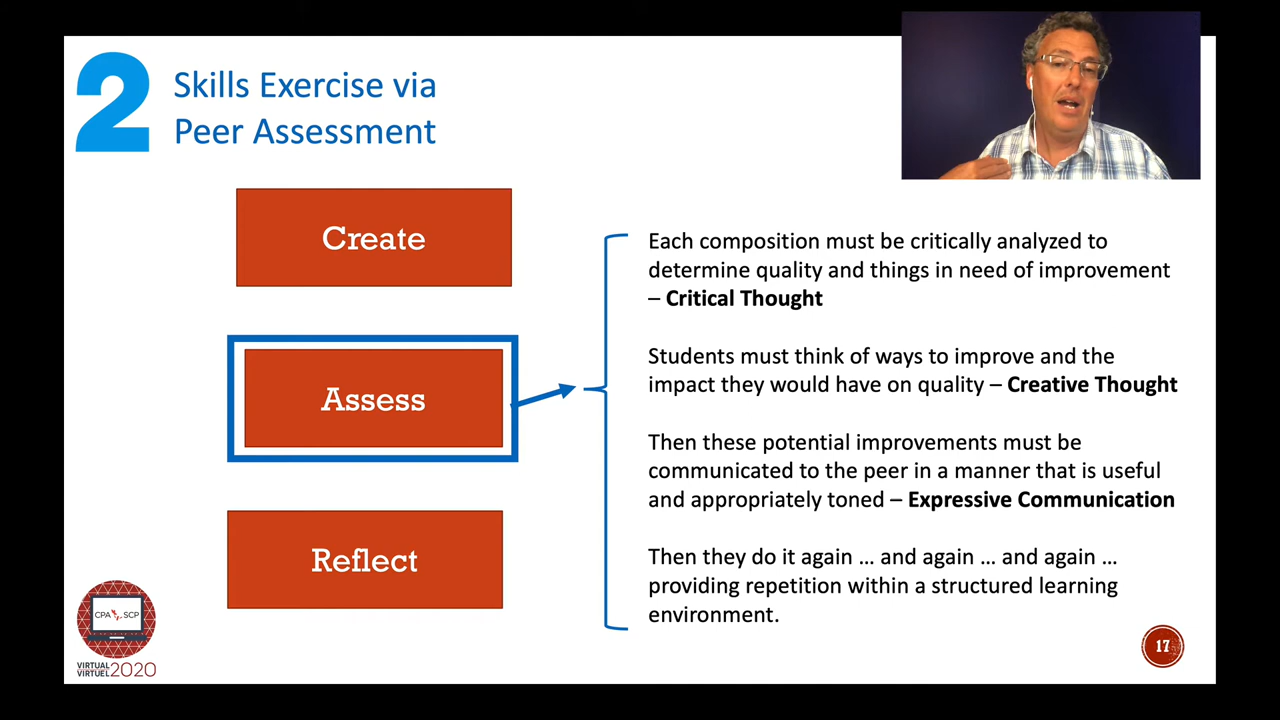 2
Skills Exercise via
Peer Assessment
Create
Assess
Reflect
Each composition must be critically analyzed to
determine quality and things in need of improvement
– Critical Thought
Students must think of ways to improve and the
impact they would have on quality – Creative Thought
Then these potential improvements must be
communicated to the peer in a manner that is useful
and appropriately toned – Expressive Communication
Then they do it again … and again … and again …
providing repetition within a structured learning
environment.
CPA SCP
VIRTUAL
VIRTUEL 2020
17